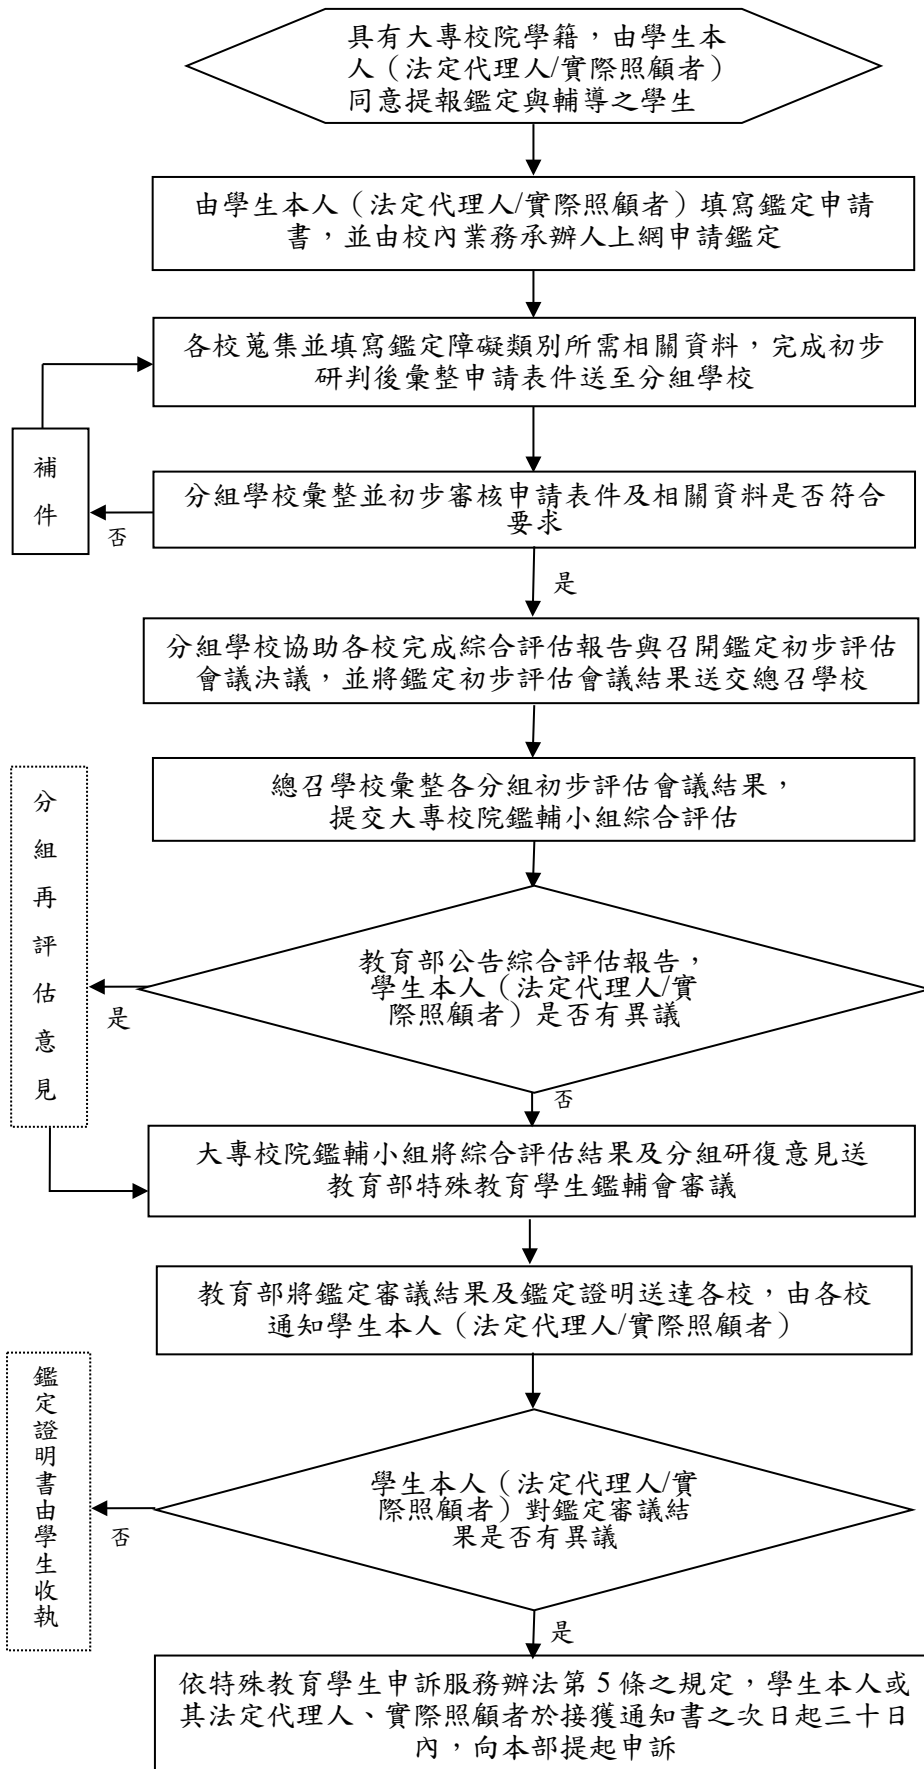 具有大專校院學籍，由學生本
人（法定代理人/實際照顧者）
同意提報鑑定與輔導之學生
由學生本人（法定代理人/實際照顧者）填寫鑑定申請
書，並由校內業務承辦人上網申請鑑定
各校蒐集並填寫鑑定障礙類別所需相關資料，完成初步
研判後彙整申請表件送至分組學校
補件
分組學校彙整並初步審核申請表件及相關資料是否符合
要求
否
是
分組學校協助各校完成綜合評估報告與召開鑑定初步評估
會議決議，並將鑑定初步評估會議結果送交總召學校
總召學校彙整各分組初步評估會議結果，
提交大專校院鑑輔小組綜合評估
分組再評估意見
教育部公告綜合評估報告，
學生本人（法定代理人/實
際照顧者）是否有異議
是
否
大專校院鑑輔小組將綜合評估結果及分組研復意見送
教育部特殊教育學生鑑輔會審議
教育部將鑑定審議結果及鑑定證明送達各校，由各校
通知學生本人（法定代理人/實際照顧者）
鑑定證明書由學生收執
學生本人（法定代理人/實
際照顧者）對鑑定審議結
果是否有異議
否
是
依特殊教育學生申訴服務辦法第 5 條之規定，學生本人或
其法定代理人、實際照顧者於接獲通知書之次日起三十日
內，向本部提起申訴